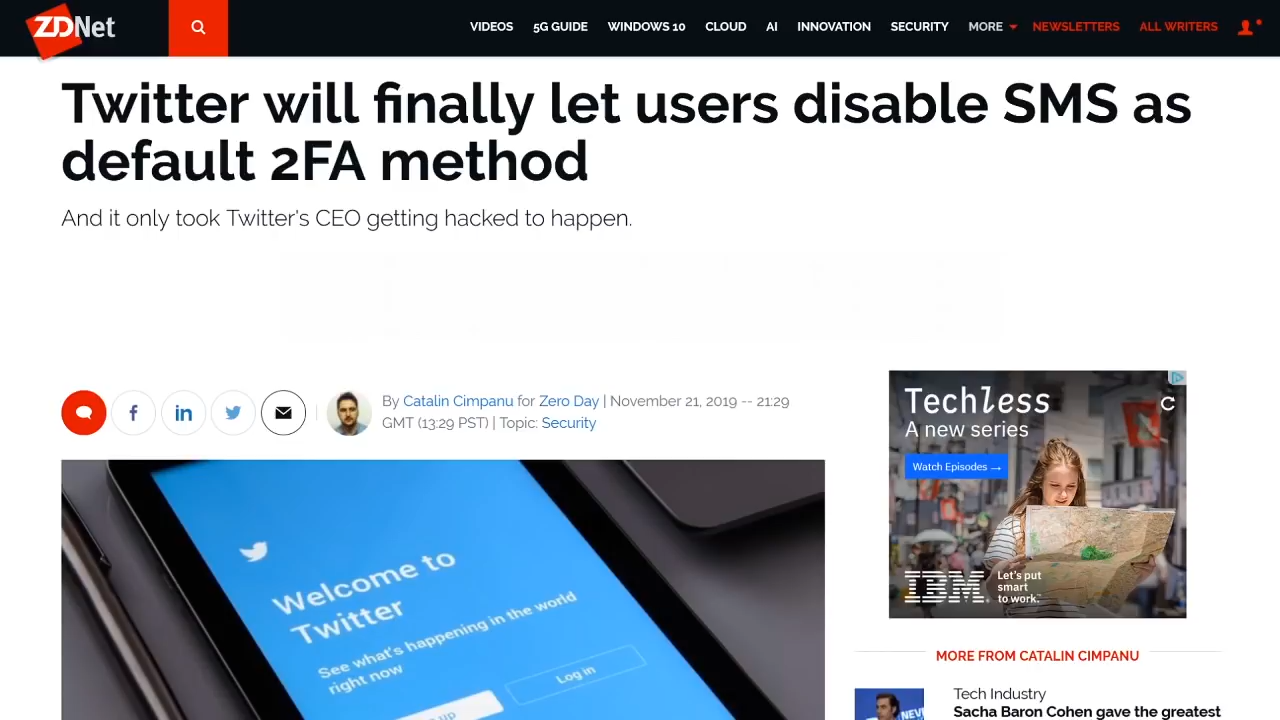 ZDNet
VIDEOS 5G GUIDE WINDOWS 10 CLOUD AI INNOVATION SECURITY MORE NEWSLETTERS ALL WRITERS
Twitter will finally let users disable SMS as
default 2FA method
And it only took Twitter's CEO getting hacked to happen.
By Catalin Cimpanu for Zero Day | November 21, 2019 -- 21:29
GMT (13:29 PST) | Topic: Security
Welcome to
Twitter
See what's happening in the world
right now
Log in
UP
Techless
A new series
Watch Episodes →
IBM.
Let's put
smart
to work.™
MORE FROM CATALIN CIMPANU
Tech Industry
Sacha Baron Cohen gave the greatest